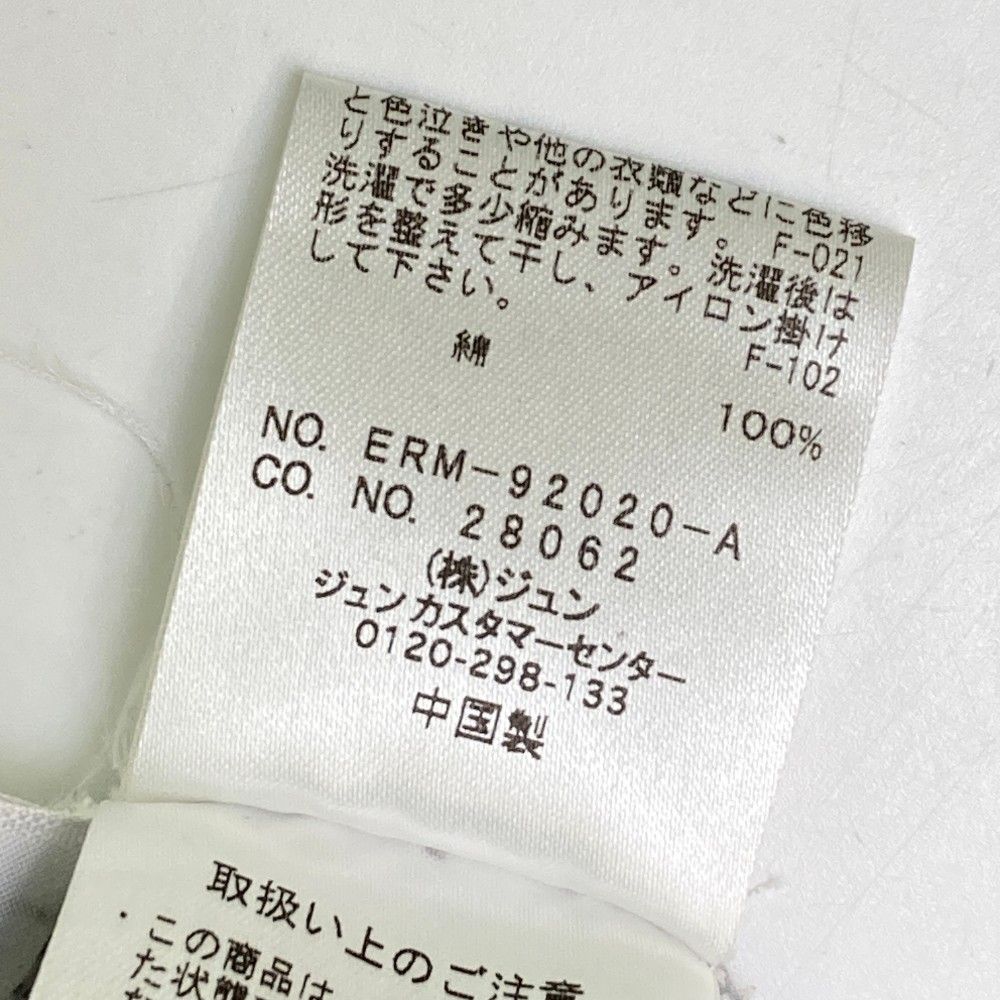 と色泣きや他の衣類などに色移
りすることがあります。 F-021
洗濯で多少縮みます。洗濯後は
形を整えて干し、アイロン掛け
して下さい。 F-102
綿 100%
NO. ERM-92020-A
CO. NO. 28062
(株)ジュン
ジュンカスタマーセンター
0120-298-133
中国製
取扱い上のご注意
・この商品は
た状態